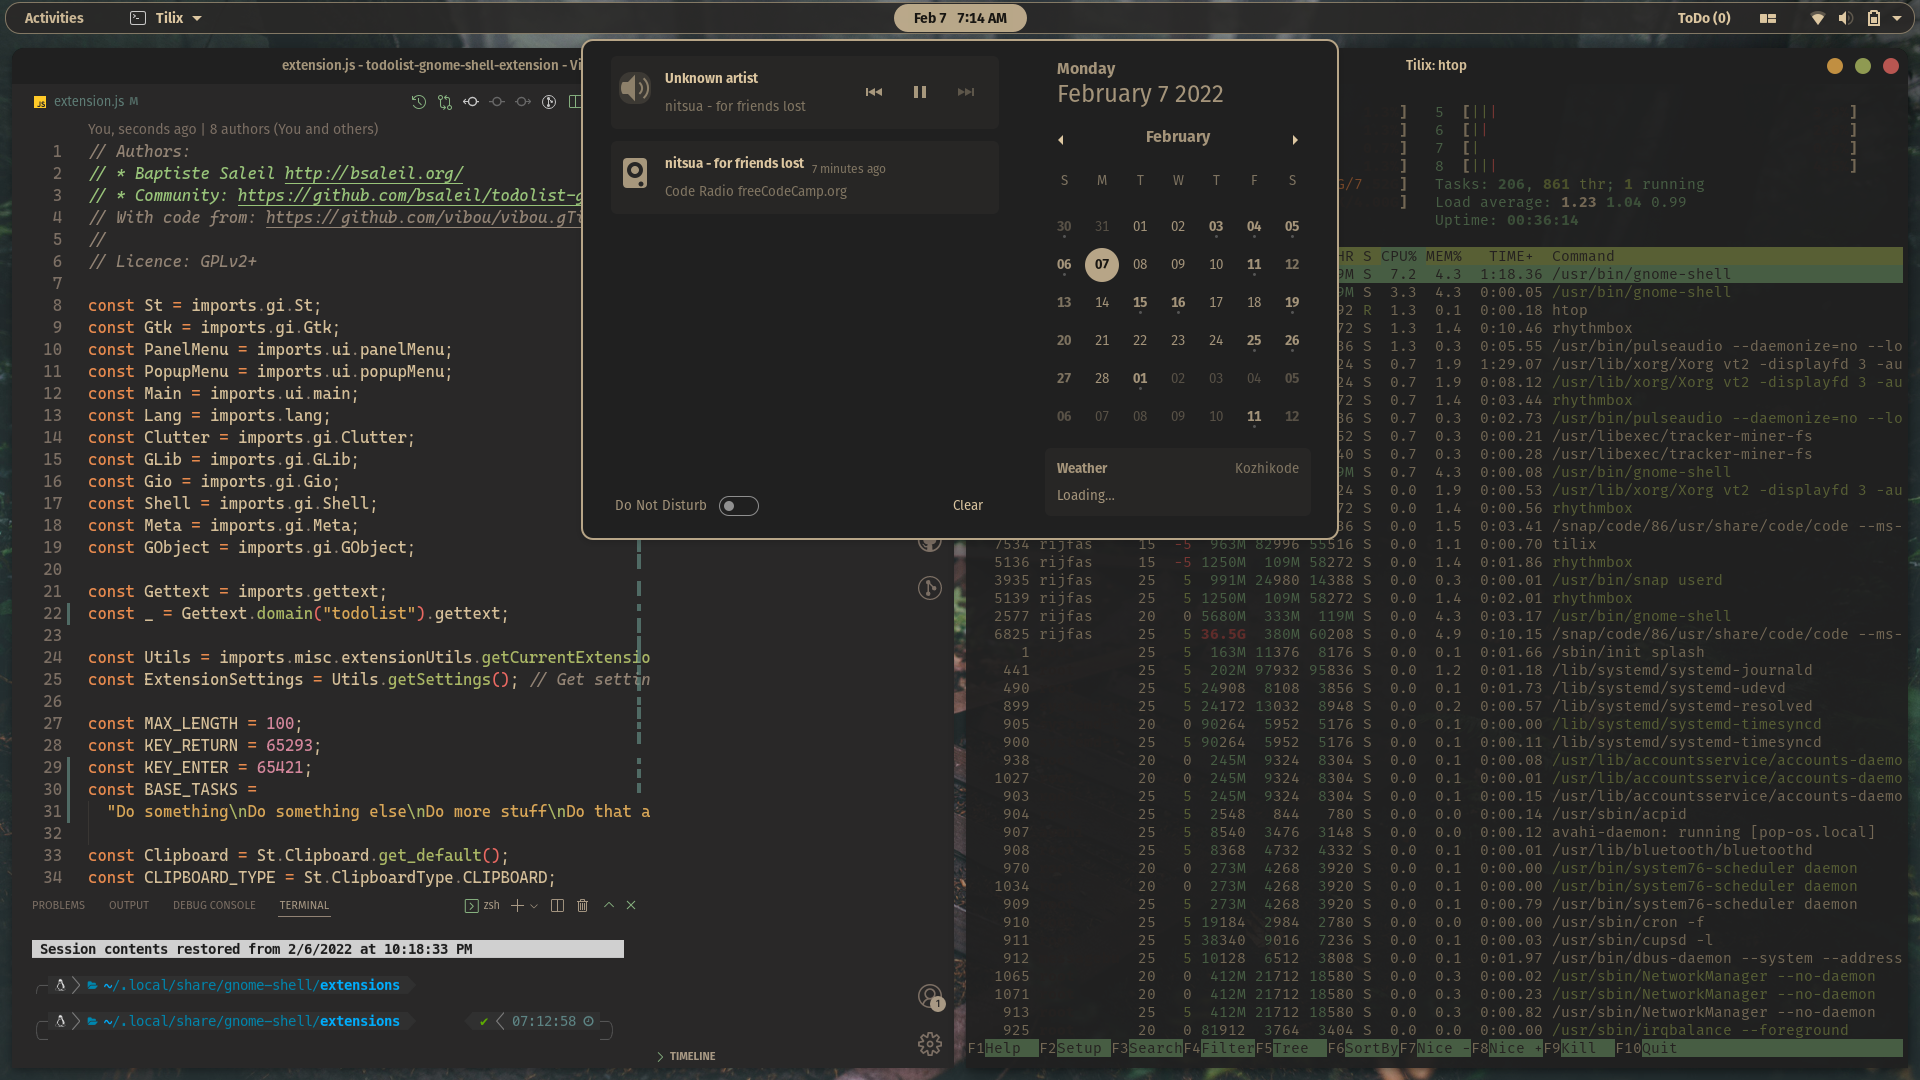 Activities
Tilix
Feb 7 7:14 AM
ToDo (0)
extension.js - todolist-gnome-shell-extension - Vi
extension.js M
You, seconds ago | 8 authors (You and others)
1 // Authors:
2 // * Baptiste Saleil http://bsaleil.org/
3 // * Community: https://github.com/bsaleil/todolist-g
4 // With code from: https://github.com/vibou/vibou.gTi
5 //
6 // Licence: GPLv2+
7
8 const St = imports.gi.St;
9 const Gtk = imports.gi.Gtk;
10 const PanelMenu = imports.ui.panelMenu;
11 const PopupMenu = imports.ui.popupMenu;
12 const Main = imports.ui.main;
13 const Lang = imports.lang;
14 const Clutter = imports.gi.Clutter;
15 const GLib = imports.gi.GLib;
16 const Gio = imports.gi.Gio;
17 const Shell = imports.gi.Shell;
18 const Meta = imports.gi.Meta;
19 const GObject = imports.gi.GObject;
20
21 const Gettext = imports.gettext;
22 const _ = Gettext.domain("todolist").gettext;
23
24 const Utils = imports.misc.extensionUtils.getCurrentExtensio
25 const ExtensionSettings = Utils.getSettings(); // Get settin
26
27 const MAX_LENGTH = 100;
28 const KEY_RETURN = 65293;
29 const KEY_ENTER = 65421;
30 const BASE_TASKS =
31 "Do something\nDo something else\nDo more stuff\nDo that a
32
33 const Clipboard = St.Clipboard.get_default();
34 const CLIPBOARD_TYPE = St.ClipboardType.CLIPBOARD;
PROBLEMS OUTPUT DEBUG CONSOLE TERMINAL zsh
Session contents restored from 2/6/2022 at 10:18:33 PM
~/.local/share/gnome-shell/extensions
~/.local/share/gnome-shell/extensions ✔ 07:12:58
1
TIMELINE
Unknown artist
nitsua - for friends lost
nitsua - for friends lost 7 minutes ago
Code Radio freeCodeCamp.org
Do Not Disturb
Clear
Monday
February 7 2022
February
S M T W T F S
30 31 01 02 03 04 05
06 07 08 09 10 11 12
13 14 15 16 17 18 19
20 21 22 23 24 25 26
27 28 01 02 03 04 05
06 07 08 09 10 11 12
Weather Kozhikode
Loading...
Tilix: htop
] 5 [||| ]
] 6 [|| ]
] 7 [| ]
] 8 [||| ]
G/7 ] Tasks: 206, 861 thr; 1 running
] Load average: 1.23 1.04 0.99
Uptime: 00:36:14
HR S CPU% MEM% TIME+ Command
9M S 7.2 4.3 1:18.36 /usr/bin/gnome-shell
9M S 3.3 4.3 0:00.05 /usr/bin/gnome-shell
92 R 1.3 0.1 0:00.18 htop
72 S 1.3 1.4 0:10.46 rhythmbox
36 S 1.3 0.3 0:05.55 /usr/bin/pulseaudio --daemonize=no --lo
24 S 0.7 1.9 1:29.07 /usr/lib/xorg/Xorg vt2 -displayfd 3 -au
24 S 0.7 1.9 0:08.12 /usr/lib/xorg/Xorg vt2 -displayfd 3 -au
72 S 0.7 1.4 0:03.44 rhythmbox
36 S 0.7 0.3 0:02.73 /usr/bin/pulseaudio --daemonize=no --lo
52 S 0.7 0.3 0:00.21 /usr/libexec/tracker-miner-fs
40 S 0.7 0.3 0:00.28 /usr/libexec/tracker-miner-fs
9M S 0.7 4.3 0:00.08 /usr/bin/gnome-shell
24 S 0.0 1.9 0:00.53 /usr/lib/xorg/Xorg vt2 -displayfd 3 -au
72 S 0.0 1.4 0:00.56 rhythmbox
36 S 0.0 1.5 0:03.41 /snap/code/86/usr/share/code/code --ms-
7534 rijfas 15 -5 963M 82996 55516 S 0.0 1.1 0:00.70 tilix
5136 rijfas 15 -5 1250M 109M 58272 S 0.0 1.4 0:01.86 rhythmbox
3935 rijfas 25 5 991M 24980 14388 S 0.0 0.3 0:00.01 /usr/bin/snap userd
5139 rijfas 25 5 1250M 109M 58272 S 0.0 1.4 0:02.01 rhythmbox
2577 rijfas 20 0 5680M 333M 119M S 0.0 4.3 0:03.17 /usr/bin/gnome-shell
6825 rijfas 25 5 36.5G 380M 60208 S 0.0 4.9 0:10.15 /snap/code/86/usr/share/code/code --ms-
1 25 5 163M 11376 8176 S 0.0 0.1 0:01.66 /sbin/init splash
441 25 5 202M 97932 95836 S 0.0 1.2 0:01.18 /lib/systemd/systemd-journald
490 25 5 24908 8108 3856 S 0.0 0.1 0:01.73 /lib/systemd/systemd-udevd
899 25 5 24172 13032 8948 S 0.0 0.2 0:00.57 /lib/systemd/systemd-resolved
905 20 0 90264 5952 5176 S 0.0 0.1 0:00.00 /lib/systemd/systemd-timesyncd
900 25 5 90264 5952 5176 S 0.0 0.1 0:00.11 /lib/systemd/systemd-timesyncd
938 20 0 245M 9324 8304 S 0.0 0.1 0:00.08 /usr/lib/accountsservice/accounts-daemo
1027 20 0 245M 9324 8304 S 0.0 0.1 0:00.01 /usr/lib/accountsservice/accounts-daemo
903 25 5 245M 9324 8304 S 0.0 0.1 0:00.15 /usr/lib/accountsservice/accounts-daemo
904 25 5 2548 844 780 S 0.0 0.0 0:00.14 /usr/sbin/acpid
907 25 5 8540 3476 3148 S 0.0 0.0 0:00.12 avahi-daemon: running [pop-os.local]
908 25 5 8368 4732 4332 S 0.0 0.1 0:00.01 /usr/lib/bluetooth/bluetoothd
970 20 0 273M 4268 3920 S 0.0 0.1 0:00.00 /usr/bin/system76-scheduler daemon
1034 20 0 273M 4268 3920 S 0.0 0.1 0:00.00 /usr/bin/system76-scheduler daemon
909 25 5 273M 4268 3920 S 0.0 0.1 0:00.79 /usr/bin/system76-scheduler daemon
910 25 5 19184 2984 2780 S 0.0 0.0 0:00.00 /usr/sbin/cron -f
911 25 5 38340 9016 7236 S 0.0 0.1 0:00.03 /usr/sbin/cupsd -l
912 25 5 10128 6512 3808 S 0.0 0.1 0:01.97 /usr/bin/dbus-daemon --system --address
1065 20 0 412M 21712 18580 S 0.0 0.3 0:00.02 /usr/sbin/NetworkManager --no-daemon
1071 20 0 412M 21712 18580 S 0.0 0.3 0:00.23 /usr/sbin/NetworkManager --no-daemon
913 25 5 412M 21712 18580 S 0.0 0.3 0:00.82 /usr/sbin/NetworkManager --no-daemon
925 20 0 81912 3764 3404 S 0.0 0.0 0:00.00 /usr/sbin/irqbalance --foreground
F1Help F2Setup F3SearchF4FilterF5Tree F6SortByF7Nice -F8Nice +F9Kill F10Quit